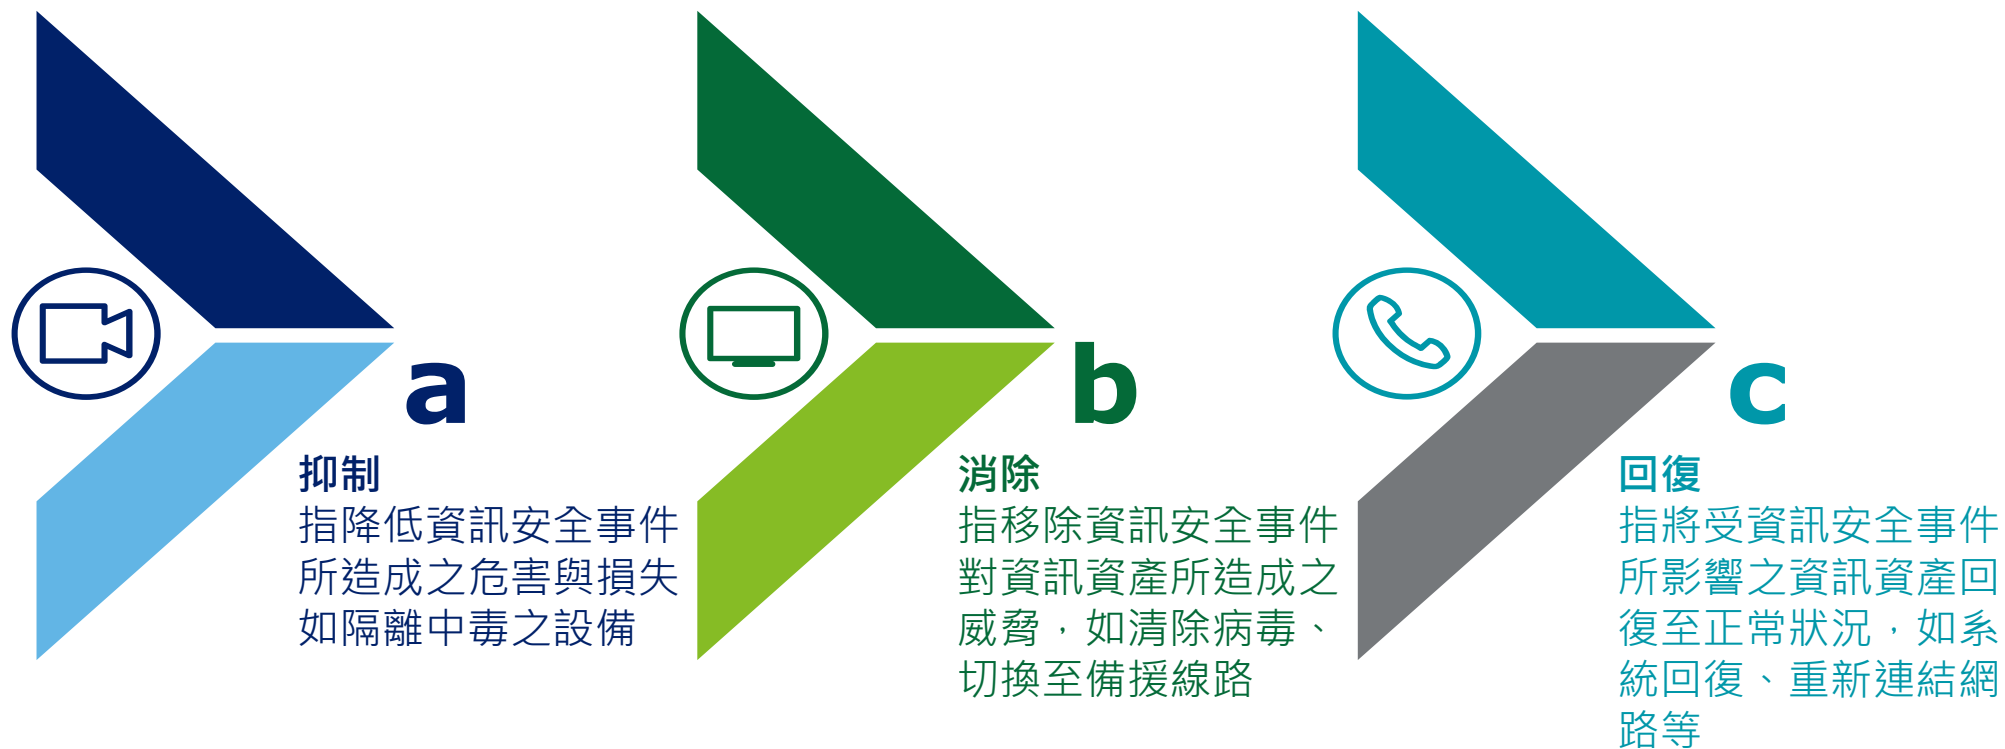 a
抑制
指降低資訊安全事件
所造成之危害與損失
如隔離中毒之設備
b
消除
指移除資訊安全事件
對資訊資產所造成之
威脅，如清除病毒、
切換至備援線路
c
回復
指將受資訊安全事件
所影響之資訊資產回
復至正常狀況，如系
統回復、重新連結網
路等